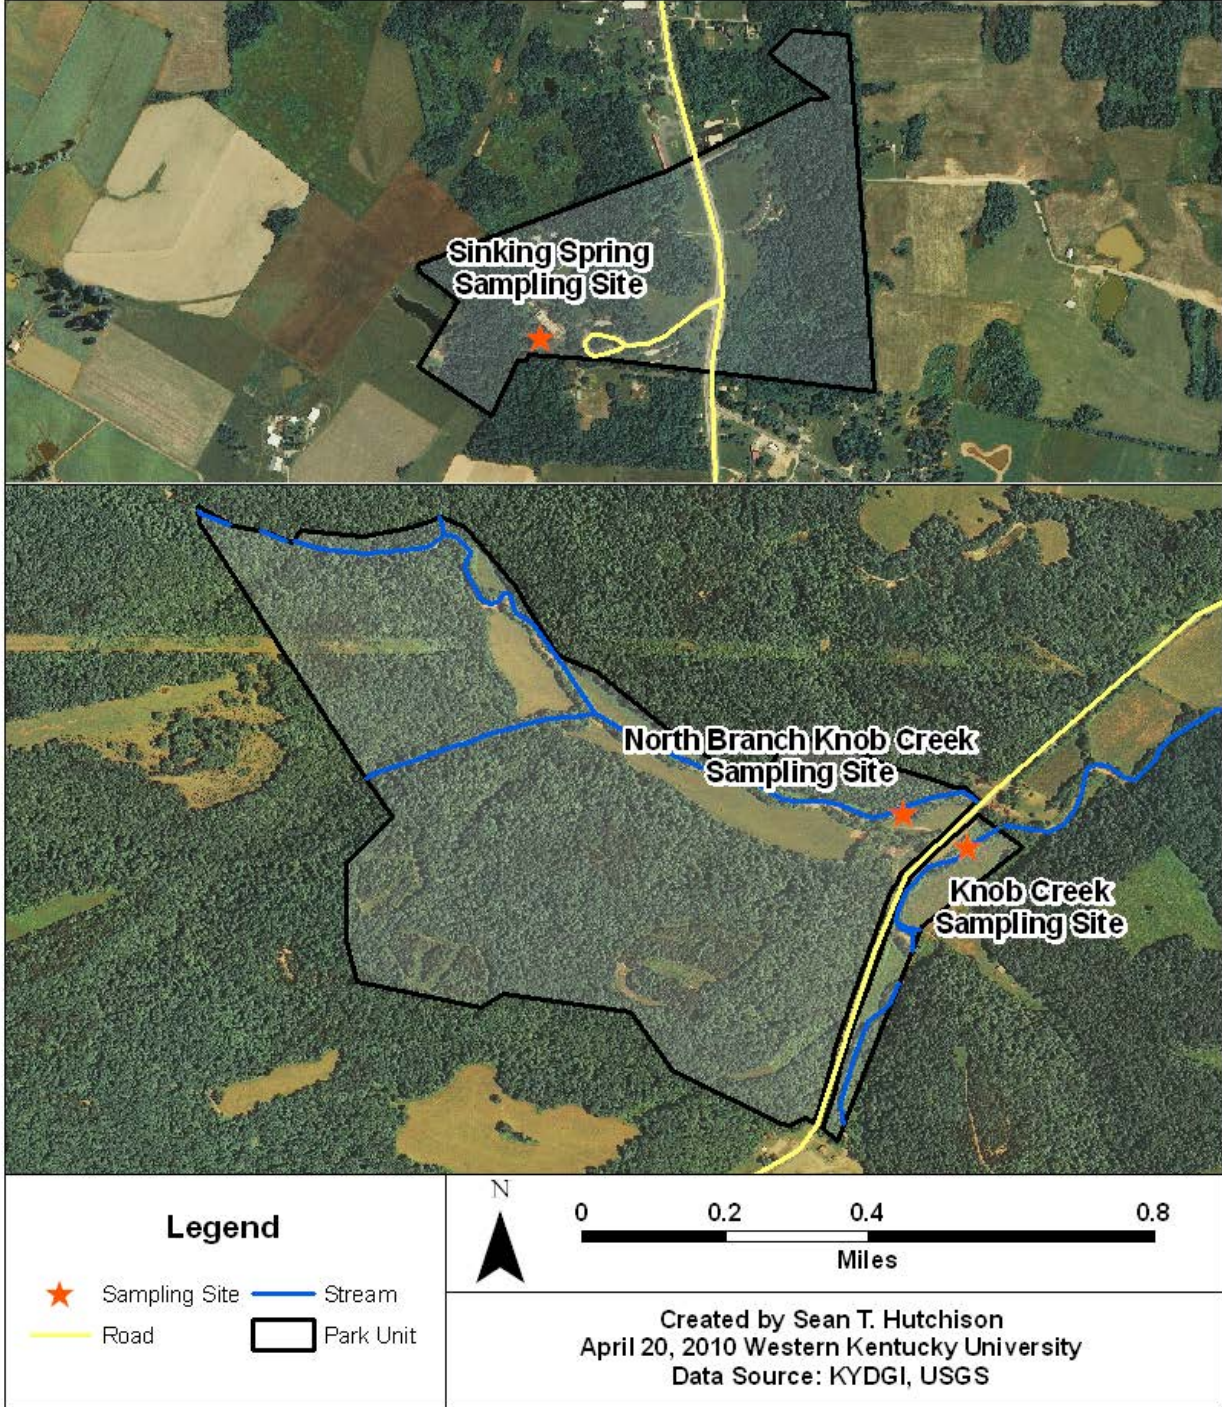 Sinking Spring
Sampling Site
North Branch Knob Creek
Sampling Site
Knob Creek
Sampling Site
Legend
Sampling Site
Stream
Road
Park Unit
N
0 0.2 0.4 0.8
Miles
Created by Sean T. Hutchison
April 20, 2010 Western Kentucky University
Data Source: KYDGI, USGS